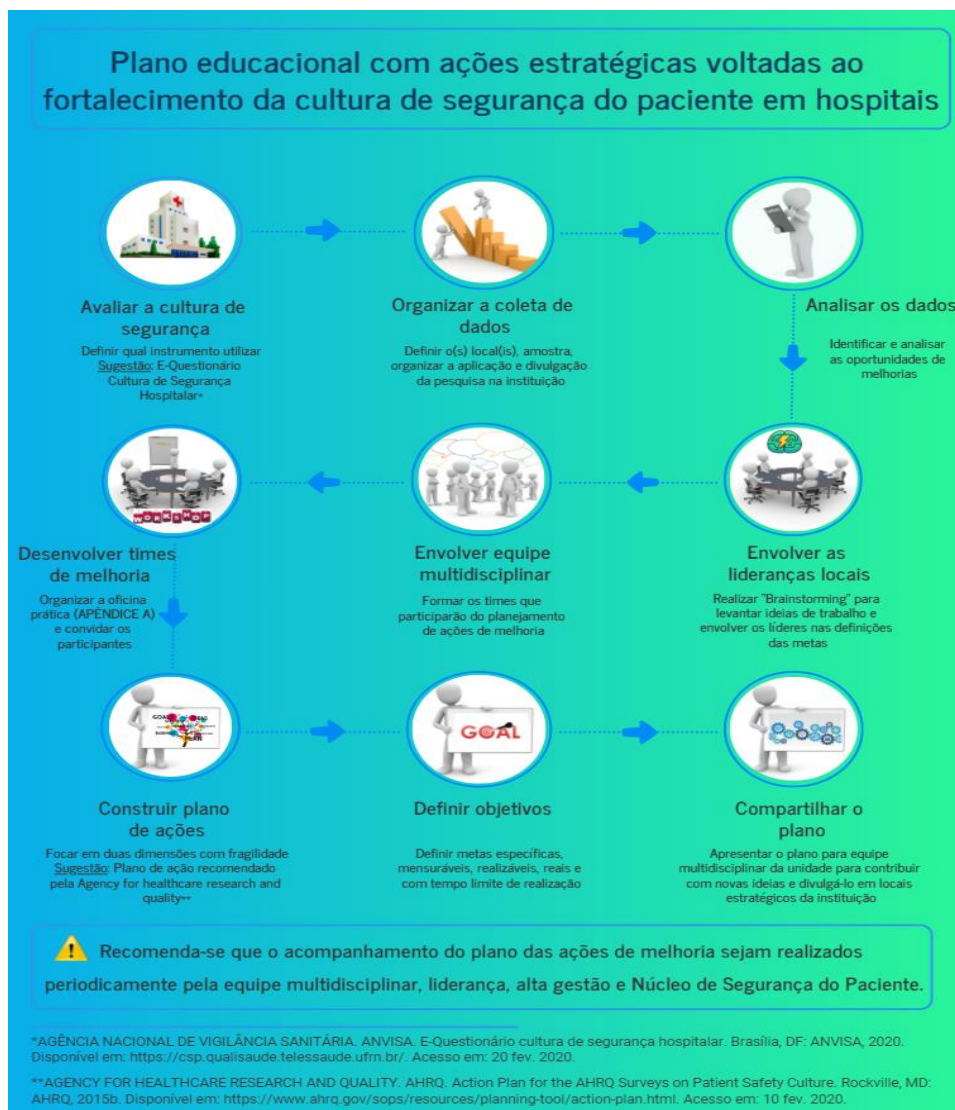 Plano educacional com ações estratégicas voltadas ao
fortalecimento da cultura de segurança do paciente em hospitais
Avaliar a cultura de
segurança
Definir qual instrumento utilizar
Sugestão: E-Questionário
Cultura de Segurança
Hospitalar*
Organizar a coleta de
dados
Definir o(s) local(is), amostra,
organizar a aplicação e divulgação
da pesquisa na instituição
Analisar os dados
Identificar e analisar
as oportunidades de
melhorias
WORKSHOP
Desenvolver times
de melhoria
Organizar a oficina
prática (APÊNDICE A)
e convidar os
participantes
Envolver equipe
multidisciplinar
Formar os times que
participarão do planejamento
de ações de melhoria
Envolver as
lideranças locais
Realizar "Brainstorming" para
levantar ideias de trabalho e
envolver os líderes nas definições
das metas
Construir plano
de ações
Focar em duas dimensões com fragilidade
Sugestão: Plano de ação recomendado
pela Agency for healthcare research and
quality**
GOAL
Definir objetivos
Definir metas específicas,
mensuráveis, realizáveis, reais e
com tempo limite de realização
Compartilhar o
plano
Apresentar o plano para equipe
multidisciplinar da unidade para contribuir
com novas ideias e divulgá-lo em locais
estratégicos da instituição
Recomenda-se que o acompanhamento do plano das ações de melhoria sejam realizados
periodicamente pela equipe multidisciplinar, liderança, alta gestão e Núcleo de Segurança do Paciente.
*AGÊNCIA NACIONAL DE VIGILÂNCIA SANITÁRIA. ANVISA. E-Questionário cultura de segurança hospitalar. Brasília, DF: ANVISA, 2020.
Disponível em: https://csp.qualisaude.telessaude.ufrn.br/. Acesso em: 20 fev. 2020.
**AGENCY FOR HEALTHCARE RESEARCH AND QUALITY. AHRQ. Action Plan for the AHRQ Surveys on Patient Safety Culture. Rockville, MD:
AHRQ, 2015b. Disponível em: https://www.ahrq.gov/sops/resources/planning-tool/action-plan.html. Acesso em: 10 fev. 2020.